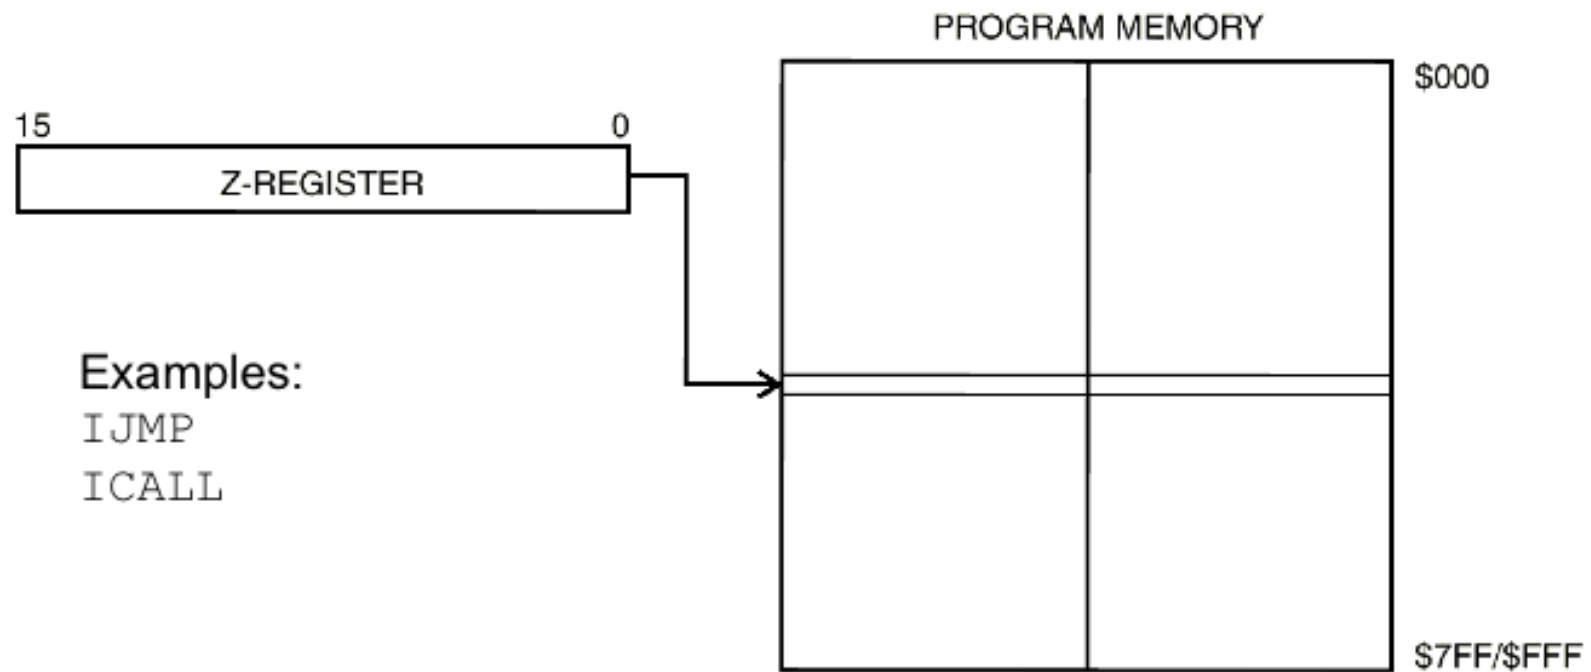 PROGRAM MEMORY
$000
15 0
Z-REGISTER
Examples:
IJMP
ICALL
$7FF/$FFF